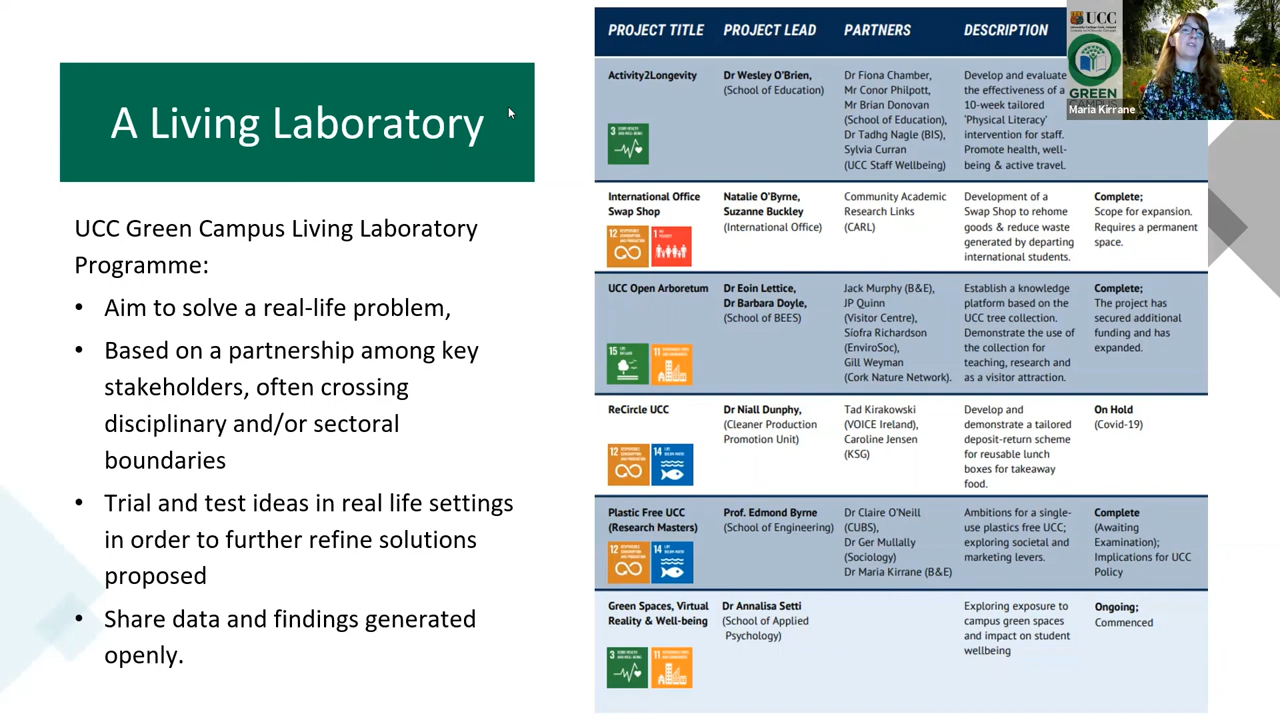 A Living Laboratory
UCC Green Campus Living Laboratory
Programme:
• Aim to solve a real-life problem,
• Based on a partnership among key
stakeholders, often crossing
disciplinary and/or sectoral
boundaries
• Trial and test ideas in real life settings
in order to further refine solutions
proposed
• Share data and findings generated
openly.
PROJECT TITLE PROJECT LEAD PARTNERS DESCRIPTION
Activity2Longevity
3
Dr Wesley O'Brien,
(School of Education)
Dr Fiona Chamber,
Mr Conor Philpott,
Mr Brian Donovan
(School of Education),
Dr Tadhg Nagle (BIS),
Sylvia Curran
(UCC Staff Wellbeing)
Develop and evaluate
the effectiveness of a
10-week tailored
'Physical Literacy'
intervention for staff.
Promote health, well-
being & active travel.
International Office
Swap Shop
12 1
Natalie O'Byrne,
Suzanne Buckley
(International Office)
Community Academic
Research Links
(CARL)
Development of a
Swap Shop to rehome
goods & reduce waste
generated by departing
international students.
Complete;
Scope for expansion.
Requires a permanent
space.
UCC Open Arboretum
15 11
Dr Eoin Lettice,
Dr Barbara Doyle,
(School of BEES)
Jack Murphy (B&E),
JP Quinn
(Visitor Centre),
Síofra Richardson
(EnviroSoc),
Gill Weyman
(Cork Nature Network).
Establish a knowledge
platform based on the
UCC tree collection.
Demonstrate the use of
the collection for
teaching, research and
as a visitor attraction.
Complete;
The project has
secured additional
funding and has
expanded.
ReCircle UCC
12 14
Dr Niall Dunphy,
(Cleaner Production
Promotion Unit)
Tad Kirakowski
(VOICE Ireland),
Caroline Jensen
(KSG)
Develop and
demonstrate a tailored
deposit-return scheme
for reusable lunch
boxes for takeaway
food.
On Hold
(Covid-19)
Plastic Free UCC
(Research Masters)
12 14
Prof. Edmond Byrne
(School of Engineering)
Dr Claire O'Neill
(CUBS),
Dr Ger Mullally
(Sociology)
Dr Maria Kirrane (B&E)
Ambitions for a single-
use plastics free UCC;
exploring societal and
marketing levers.
Complete
(Awaiting
Examination);
Implications for UCC
Policy
Green Spaces, Virtual
Reality & Well-being
3 11
Dr Annalisa Setti
(School of Applied
Psychology)
Exploring exposure to
campus green spaces
and impact on student
wellbeing
Ongoing;
Commenced
UCC
GREEN
CAMPUS
Maria Kirrane